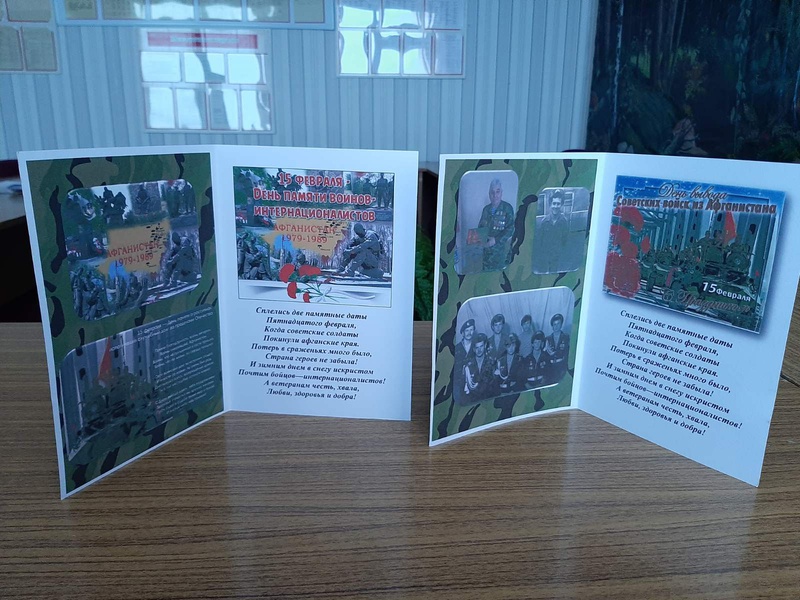 АФГАНИСТАН
1979-1989
15 ФЕВРАЛЯ -
ДЕНЬ ПАМЯТИ ВОИНОВ-
ИНТЕРНАЦИОНАЛИСТОВ
АФГАНИСТАН
1979-1989
Сплелись две памятные даты
Пятнадцатого февраля,
Когда советские солдаты
Покинули афганские края,
Потерь в сраженьях много было,
Страна героев не забыла!
И зимним днем в снегу искристом
Почтим бойцов—интернационалистов!
А ветеранам честь, хвала,
Любви, здоровья и добра!
День вывода
Советских войск из Афганистана
15 Февраля
Сплелись две памятные даты
Пятнадцатого февраля,
Когда советские солдаты
Покинули афганские края,
Потерь в сраженьях много было,
Страна героев не забыла!
И зимним днем в снегу искристом
Почтим бойцов—интернационалистов!
А ветеранам честь, хвала,
Любви, здоровья и добра!